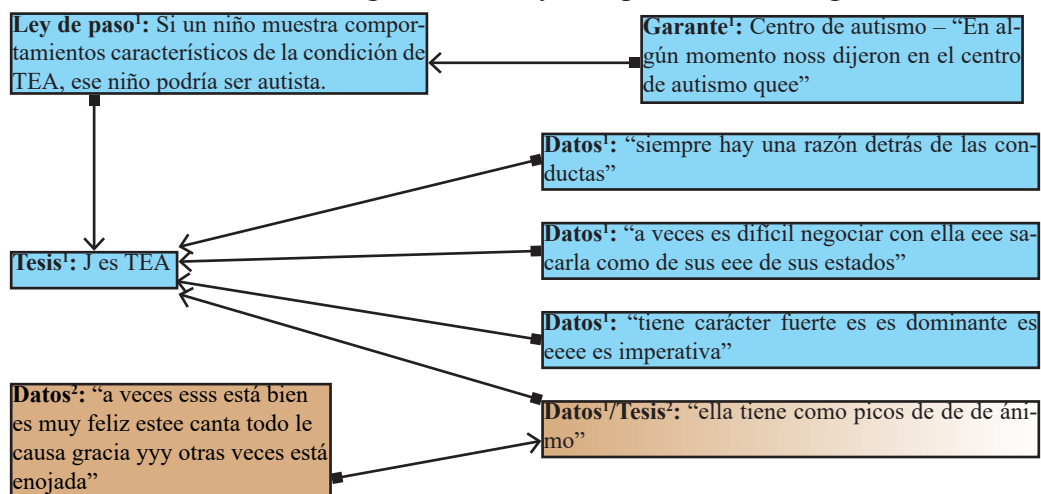 Ley de paso¹: Si un niño muestra compor-
tamientos característicos de la condición de
TEA, ese niño podría ser autista.
Garante¹: Centro de autismo – “En al-
gún momento noss dijeron en el centro
de autismo quee”
Datos¹: “siempre hay una razón detrás de las con-
ductas”
Tesis¹: J es TEA
Datos¹: “a veces es difícil negociar con ella eee sa-
carla como de sus eee de sus estados”
Datos¹: “tiene carácter fuerte es es dominante es
eeee es imperativa”
Datos²: “a veces esss está bien
es muy feliz estee canta todo le
causa gracia yyy otras veces está
enojada”
Datos¹/Tesis²: “ella tiene como picos de de de áni-
mo”